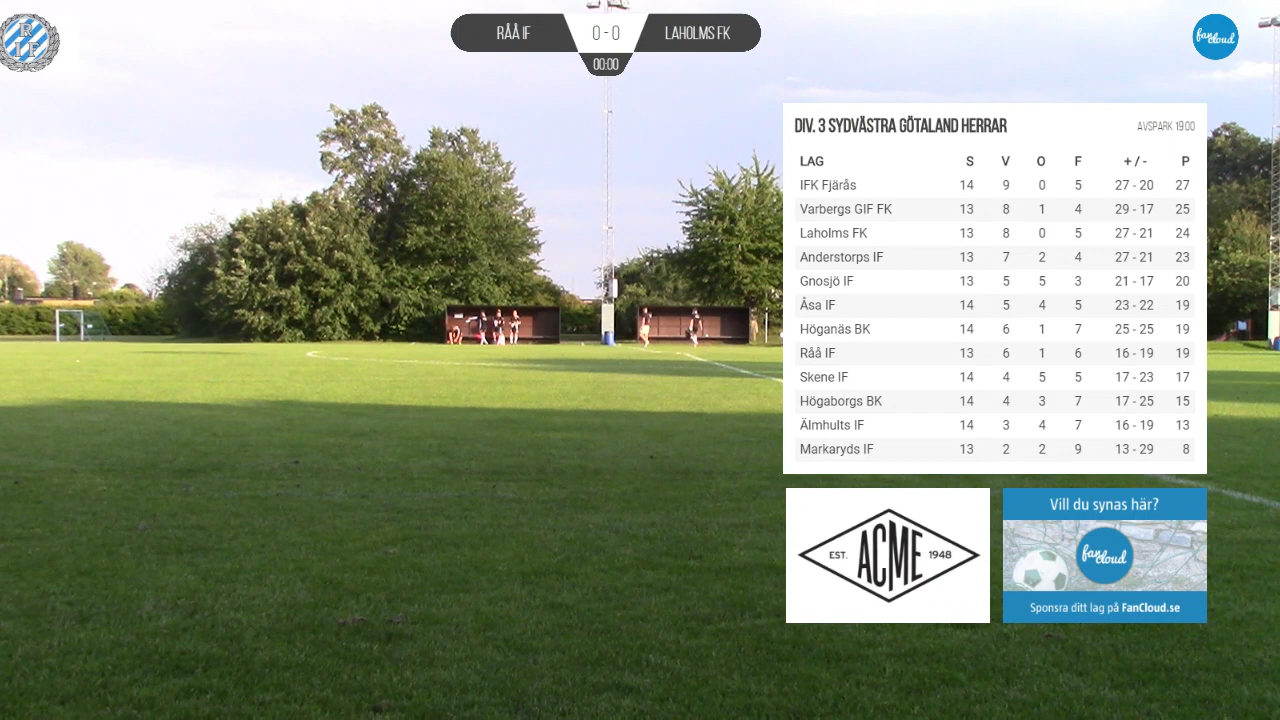 R
I F
RÅÅ IF 0 - 0 LAHOLMS FK
00:00
fan cloud
DIV. 3 SYDVÄSTRA GÖTALAND HERRAR AVSPARK 19:00
LAG S V O F + / - P
IFK Fjärås 14 9 0 5 27 - 20 27
Varbergs GIF FK 13 8 1 4 29 - 17 25
Laholms FK 13 8 0 5 27 - 21 24
Anderstorps IF 13 7 2 4 27 - 21 23
Gnosjö IF 13 5 5 3 21 - 17 20
Åsa IF 14 5 4 5 23 - 22 19
Höganäs BK 14 6 1 7 25 - 25 19
Råå IF 13 6 1 6 16 - 19 19
Skene IF 14 4 5 5 17 - 23 17
Högaborgs BK 14 4 3 7 17 - 25 15
Älmhults IF 14 3 4 7 16 - 19 13
Markaryds IF 13 2 2 9 13 - 29 8
EST. ACME 1948
Vill du synas här?
fan cloud
Sponsra ditt lag på FanCloud.se